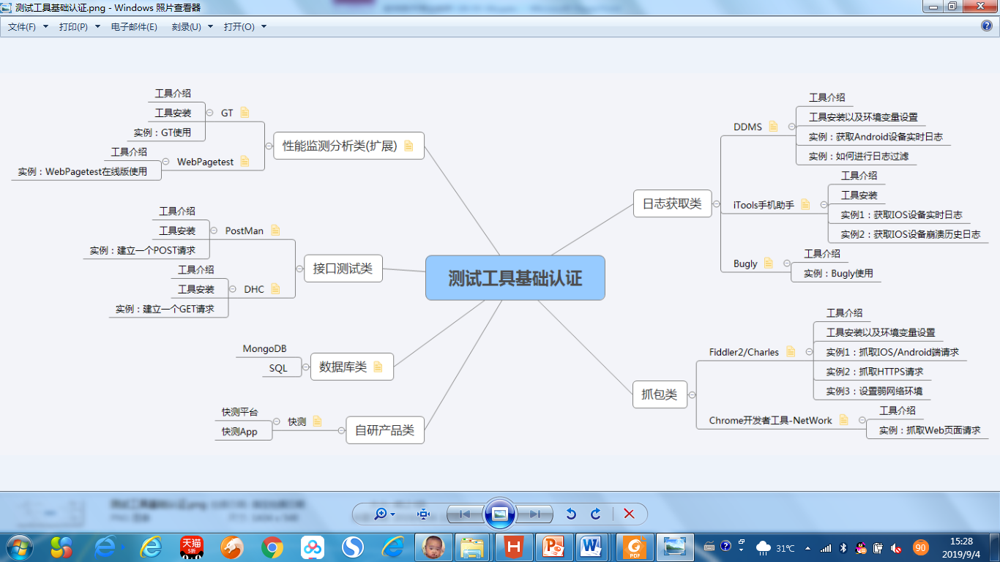 测试工具基础认证.png - Windows 照片查看器
文件(F) 打印(P) 电子邮件(E) 刻录(U) 打开(O)
工具介绍
工具安装
实例：GT使用
GT
工具介绍
实例：WebPagetest在线版使用
WebPagetest
性能监测分析类(扩展)
工具介绍
工具安装
实例：建立一个POST请求
PostMan
工具介绍
工具安装
实例：建立一个GET请求
DHC
接口测试类
MongoDB
SQL
数据库类
快测平台
快测App
快测
自研产品类
测试工具基础认证
日志获取类
DDMS
工具介绍
工具安装以及环境变量设置
实例：获取Android设备实时日志
实例：如何进行日志过滤
iTools手机助手
工具介绍
工具安装
实例1：获取IOS设备实时日志
实例2：获取IOS设备崩溃历史日志
Bugly
工具介绍
实例：Bugly使用
抓包类
Fiddler2/Charles
工具介绍
工具安装以及环境变量设置
实例1：抓取IOS/Android端请求
实例2：抓取HTTPS请求
实例3：设置弱网络环境
Chrome开发者工具-NetWork
工具介绍
实例：抓取Web页面请求
天猫
5折
PDF
31℃
90
15:28
2019/9/4